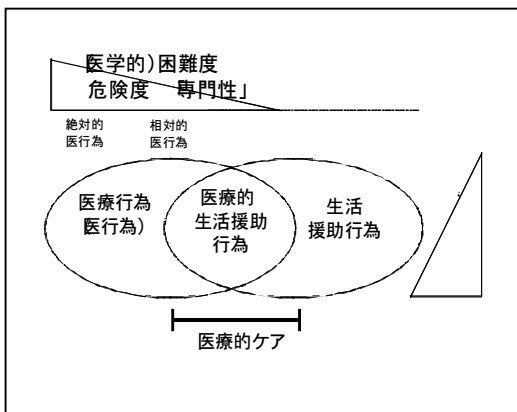 医学的）困難度
危険度　専門性」
絶対的
医行為
相対的
医行為
医療行為
医行為）
医療的
生活援助
行為
生活
援助行為
医療的ケア